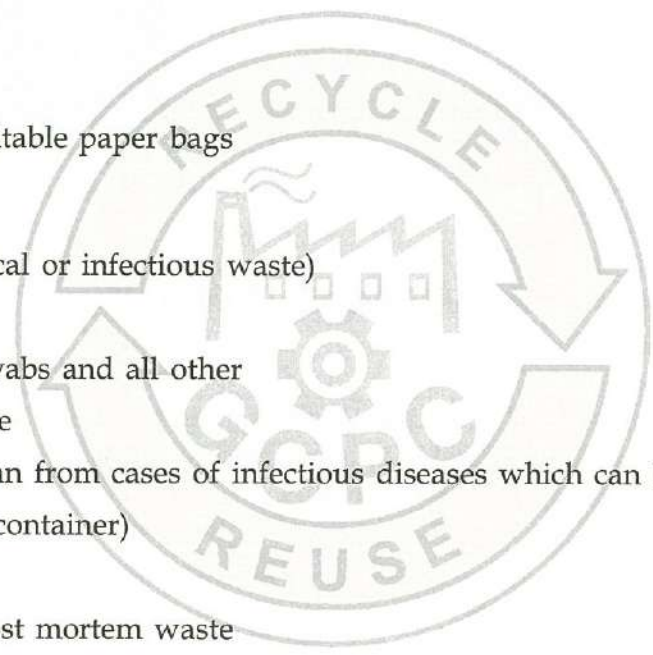 RECYCLE
table paper bags
cal or infectious waste)
abs and all other
e
an from cases of infectious diseases which can
container)
GCPC
REUSE
st mortem waste